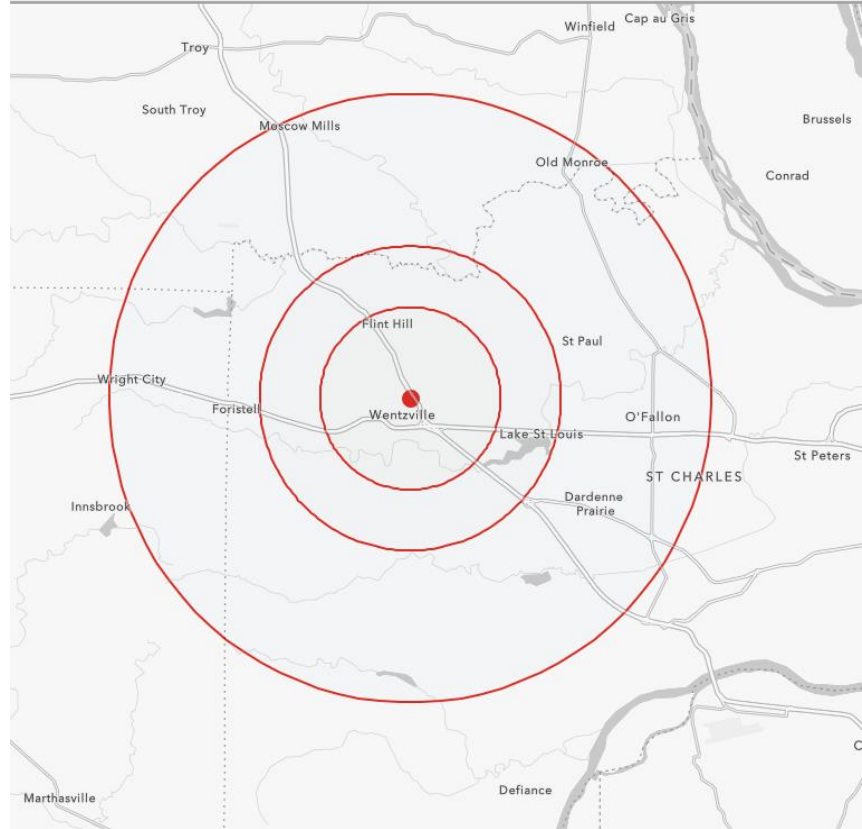 Cap au Gris
Winfield
Troy
South Troy
Brussels
Moscow Mills
Old Monroe
Conrad
Flint Hill
St Paul
Wright City
Foristell
Wentzville
O'Fallon
Lake St Louis
St Peters
ST CHARLES
Innsbrook
Dardenne
Prairie
Defiance
Marthasville